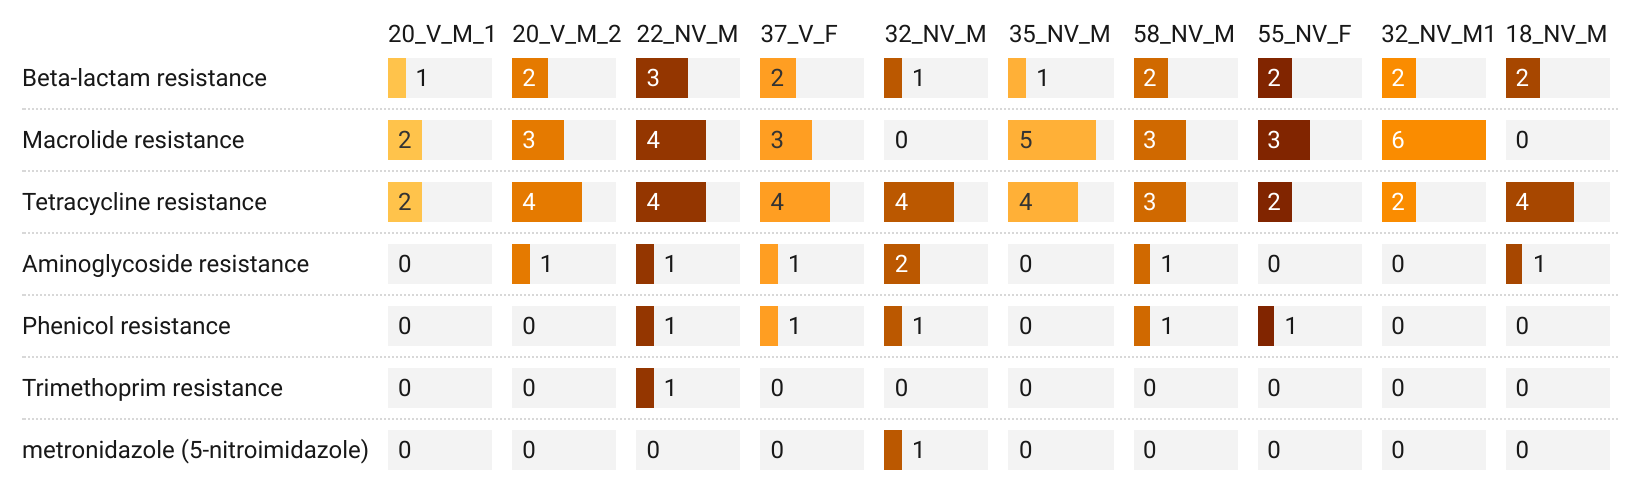 20_V_M_1 20_V_M_2 22_NV_M 37_V_F 32_NV_M 35_NV_M 58_NV_M 55_NV_F 32_NV_M1 18_NV_M
Beta-lactam resistance 1 2 3 2 1 1 2 2 2 2
Macrolide resistance 2 3 4 3 0 5 3 3 6 0
Tetracycline resistance 2 4 4 4 4 4 3 2 2 4
Aminoglycoside resistance 0 1 1 1 2 0 1 0 0 1
Phenicol resistance 0 0 1 1 1 0 1 1 0 0
Trimethoprim resistance 0 0 1 0 0 0 0 0 0 0
metronidazole (5-nitroimidazole) 0 0 0 0 1 0 0 0 0 0